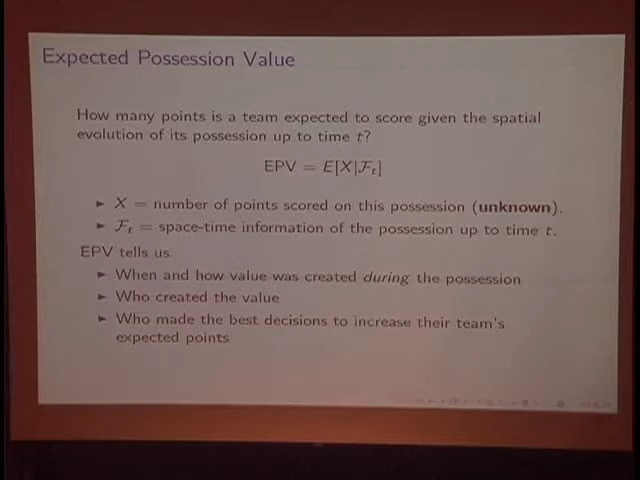 Expected Possession Value
How many points is a team expected to score given the spatial
evolution of its possession up to time t?
EPV = E[X|ℱt]
► X = number of points scored on this possession (unknown).
► ℱt = space-time information of the possession up to time t.
EPV tells us
► When and how value was created during the possession
► Who created the value
► Who made the best decisions to increase their team's
expected points